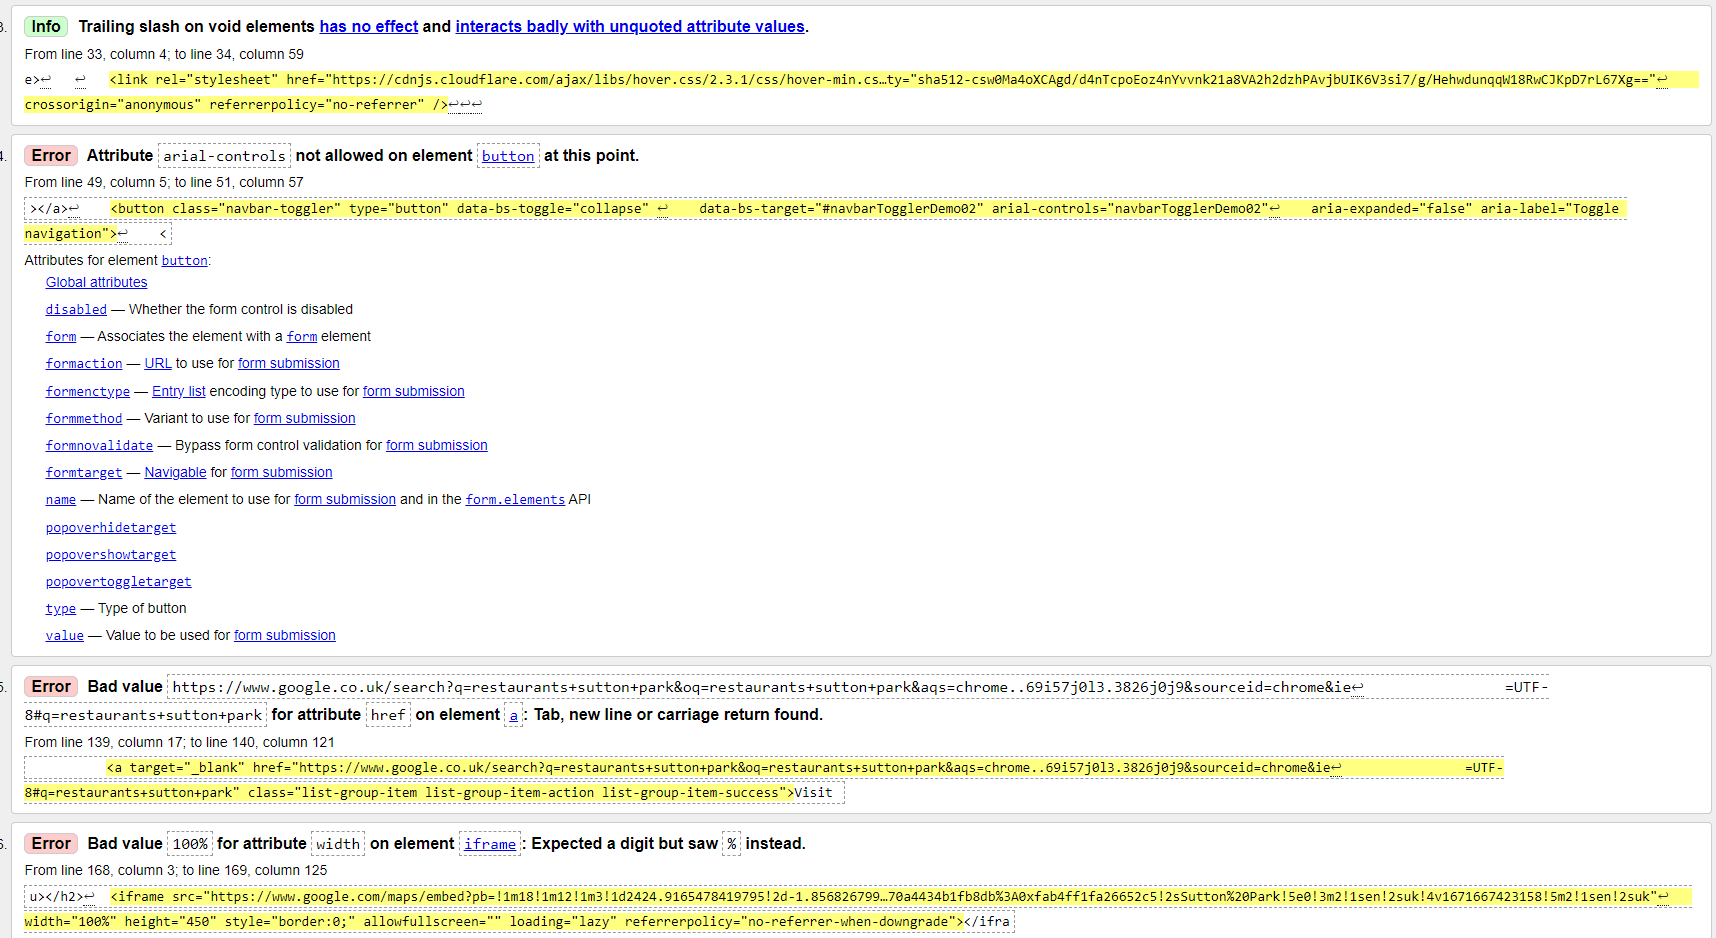 3. Info Trailing slash on void elements has no effect and interacts badly with unquoted attribute values.
From line 33, column 4; to line 34, column 59
e>↩ ↩ <link rel="stylesheet" href="https://cdnjs.cloudflare.com/ajax/libs/hover.css/2.3.1/css/hover-min.cs…ty="sha512-csw0Ma4oXCAgd/d4nTcpoEoz4nYvvnk21a8VA2h2dzhPAvjbUIK6V3si7/g/HehwdunqqW18RwCJKpD7rL67Xg=="↩
crossorigin="anonymous" referrerpolicy="no-referrer" />↩↩↩
4. Error Attribute arial-controls not allowed on element button at this point.
From line 49, column 5; to line 51, column 57
></a>↩ <button class="navbar-toggler" type="button" data-bs-toggle="collapse" ↩ data-bs-target="#navbarTogglerDemo02" arial-controls="navbarTogglerDemo02"↩ aria-expanded="false" aria-label="Toggle
navigation">↩ <
Attributes for element button:
Global attributes
disabled — Whether the form control is disabled
form — Associates the element with a form element
formaction — URL to use for form submission
formenctype — Entry list encoding type to use for form submission
formmethod — Variant to use for form submission
formnovalidate — Bypass form control validation for form submission
formtarget — Navigable for form submission
name — Name of the element to use for form submission and in the form.elements API
popoverhidetarget
popovershowtarget
popovertoggletarget
type — Type of button
value — Value to be used for form submission
5. Error Bad value https://www.google.co.uk/search?q=restaurants+sutton+park&oq=restaurants+sutton+park&aqs=chrome..69i57j0l3.3826j0j9&sourceid=chrome&ie↩ =UTF-
8#q=restaurants+sutton+park for attribute href on element a: Tab, new line or carriage return found.
From line 139, column 17; to line 140, column 121
<a target="_blank" href="https://www.google.co.uk/search?q=restaurants+sutton+park&oq=restaurants+sutton+park&aqs=chrome..69i57j0l3.3826j0j9&sourceid=chrome&ie↩ =UTF-
8#q=restaurants+sutton+park" class="list-group-item list-group-item-action list-group-item-success">Visit
6. Error Bad value 100% for attribute width on element iframe: Expected a digit but saw % instead.
From line 168, column 3; to line 169, column 125
u></h2>↩ <iframe src="https://www.google.com/maps/embed?pb=!1m18!1m12!1m3!1d2424.9165478419795!2d-1.856826799…70a4434b1fb8db%3A0xfab4ff1fa26652c5!2sSutton%20Park!5e0!3m2!1sen!2suk!4v1671667423158!5m2!1sen!2suk"↩
width="100%" height="450" style="border:0;" allowfullscreen="" loading="lazy" referrerpolicy="no-referrer-when-downgrade"></ifra